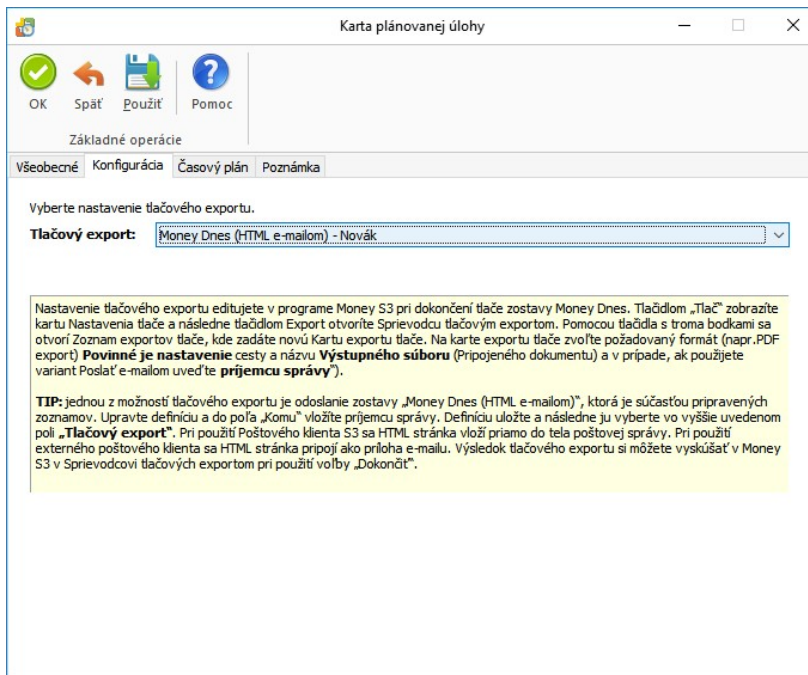 Karta plánovanej úlohy
OK Späť Použiť Pomoc
Základné operácie
Všeobecné Konfigurácia Časový plán Poznámka
Vyberte nastavenie tlačového exportu.
Tlačový export: Money Dnes (HTML e-mailom) - Novák
Nastavenie tlačového exportu editujete v programe Money S3 pri dokončení tlače zostavy Money Dnes. Tlačidlom „Tlač“ zobrazíte
kartu Nastavenia tlače a následne tlačidlom Export otvoríte Sprievodcu tlačovým exportom. Pomocou tlačidla s troma bodkami sa
otvorí Zoznam exportov tlače, kde zadáte novú Kartu exportu tlače. Na karte exportu tlače zvoľte požadovaný formát (napr.PDF
export) Povinné je nastavenie cesty a názvu Výstupného súboru (Pripojeného dokumentu) a v prípade, ak použijete
variant Poslať e-mailom uveďte príjemcu správy“).
TIP: jednou z možností tlačového exportu je odoslanie zostavy „Money Dnes (HTML e-mailom)“, ktorá je súčasťou pripravených
zoznamov. Upravte definíciu a do poľa „Komu“ vložíte príjemcu správy. Definíciu uložte a následne ju vyberte vo vyššie uvedenom
poli „Tlačový export“. Pri použití Poštového klienta S3 sa HTML stránka vloží priamo do tela poštovej správy. Pri použití
externého poštového klienta sa HTML stránka pripojí ako príloha e-mailu. Výsledok tlačového exportu si môžete vyskúšať v Money
S3 v Sprievodcovi tlačových exportom pri použití voľby „Dokončiť“.